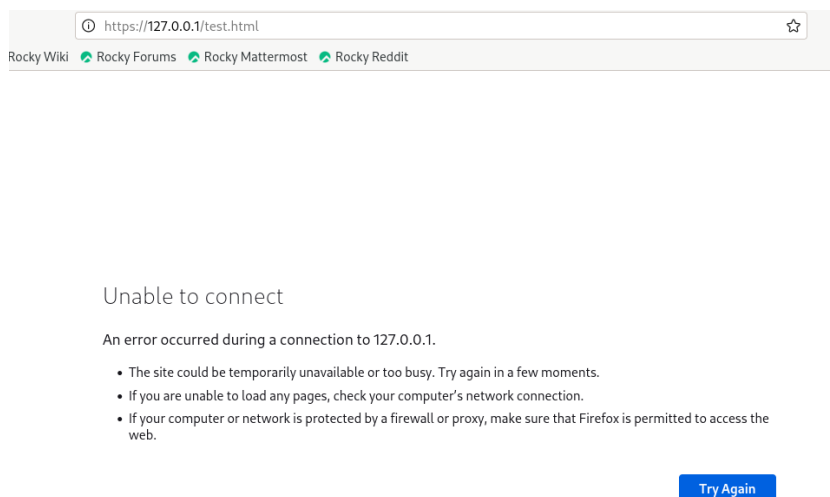 https://127.0.0.1/test.html
Rocky Wiki Rocky Forums Rocky Mattermost Rocky Reddit
Unable to connect
An error occurred during a connection to 127.0.0.1.
• The site could be temporarily unavailable or too busy. Try again in a few moments.
• If you are unable to load any pages, check your computer’s network connection.
• If your computer or network is protected by a firewall or proxy, make sure that Firefox is permitted to access the
web.
Try Again